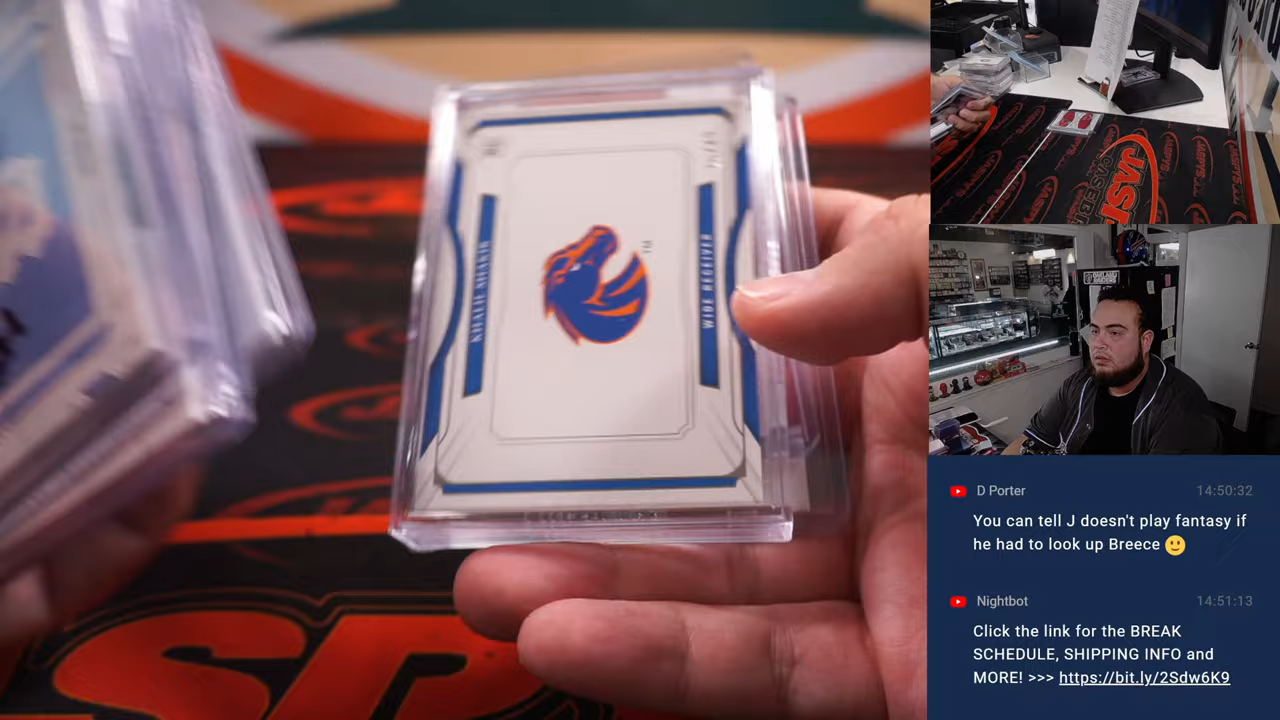 KHALIL SHAKIR
WIDE RECEIVER
TM
JASP
D Porter
14:50:32
You can tell J doesn't play fantasy if
he had to look up Breece 🙂
Nightbot
14:51:13
Click the link for the BREAK
SCHEDULE, SHIPPING INFO and
MORE! >>> https://bit.ly/2Sdw6K9